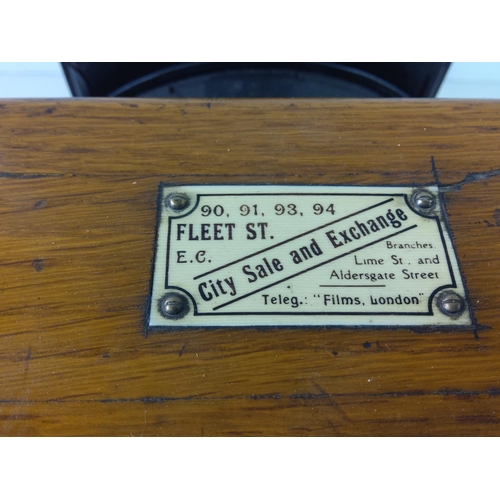 90, 91, 93, 94
FLEET ST.
E.C.
City Sale and Exchange
Branches:
Lime St. and
Aldersgate Street
Teleg.: "Films, London"